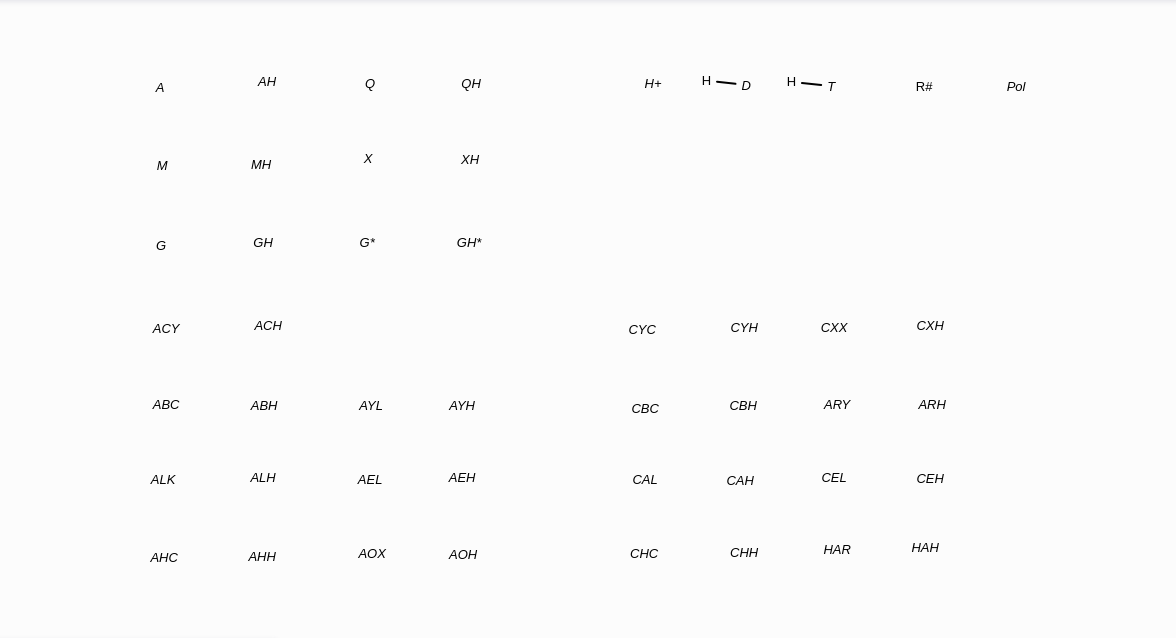 A AH Q QH H+ H D H T R# Pol
M MH X XH
G GH G* GH*
ACY ACH CYC CYH CXX CXH
ABC ABH AYL AYH CBC CBH ARY ARH
ALK ALH AEL AEH CAL CAH CEL CEH
AHC AHH AOX AOH CHC CHH HAR HAH